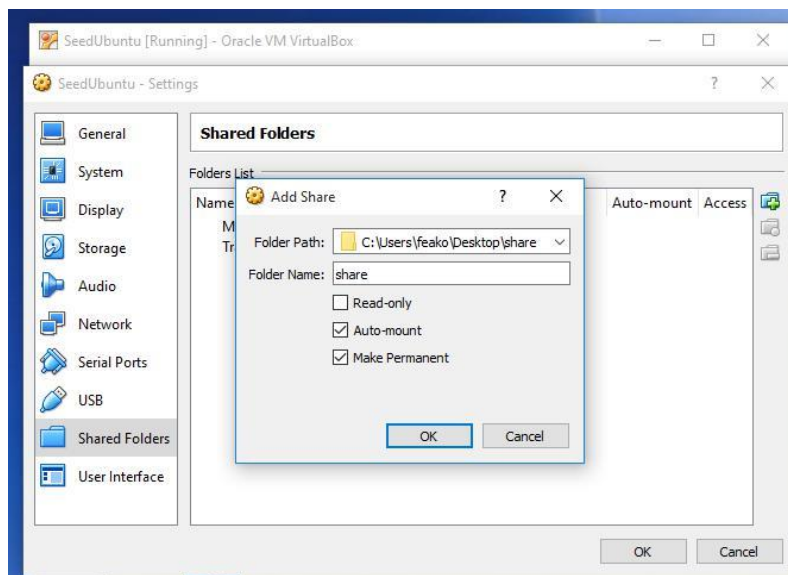 SeedUbuntu [Running] - Oracle VM VirtualBox
SeedUbuntu - Settings
?
General
System
Display
Storage
Audio
Network
Serial Ports
USB
Shared Folders
User Interface
Shared Folders
Folders List
Name
Auto-mount Access
M
Tr
Add Share
?
Folder Path: C:\Users\feako\Desktop\share
Folder Name: share
Read-only
Auto-mount
Make Permanent
OK Cancel
OK Cancel